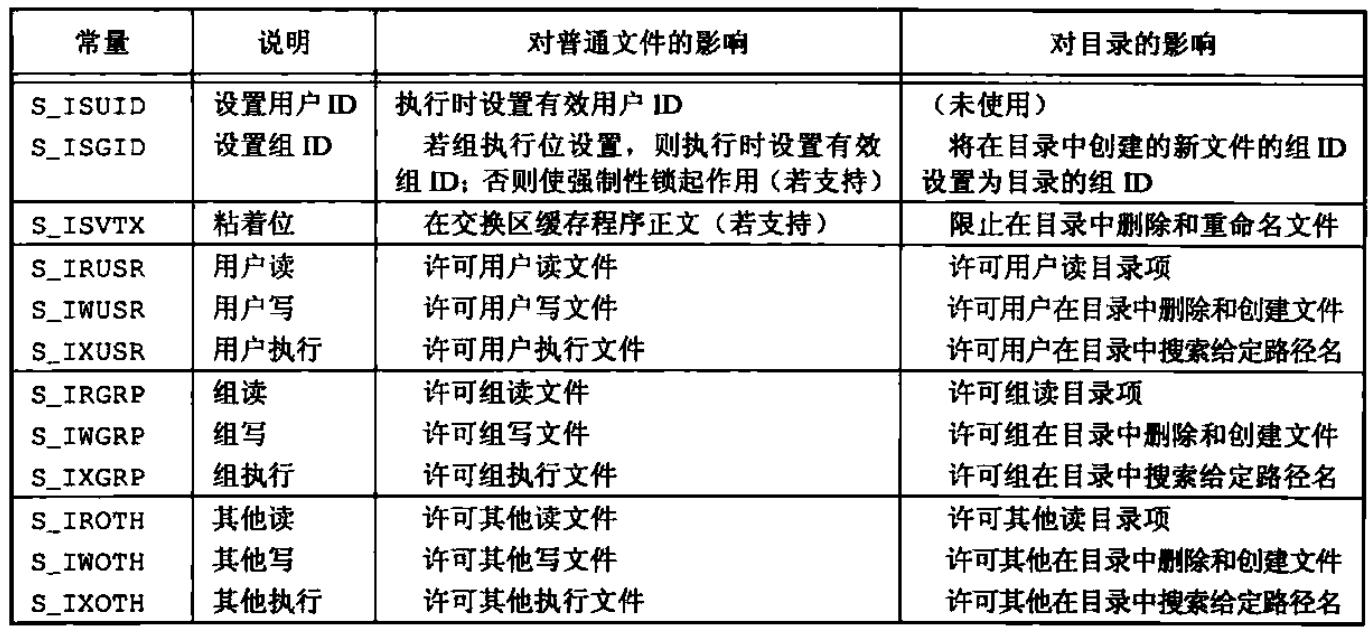 常量 说明 对普通文件的影响 对目录的影响
S_ISUID 设置用户 ID 执行时设置有效用户 ID （未使用）
S_ISGID 设置组 ID 若组执行位设置，则执行时设置有效 将在目录中创建的新文件的组 ID
组 ID；否则使强制性锁起作用（若支持） 设置为目录的组 ID
S_ISVTX 粘着位 在交换区缓存程序正文（若支持） 限止在目录中删除和重命名文件
S_IRUSR 用户读 许可用户读文件 许可用户读目录项
S_IWUSR 用户写 许可用户写文件 许可用户在目录中删除和创建文件
S_IXUSR 用户执行 许可用户执行文件 许可用户在目录中搜索给定路径名
S_IRGRP 组读 许可组读文件 许可组读目录项
S_IWGRP 组写 许可组写文件 许可组在目录中删除和创建文件
S_IXGRP 组执行 许可组执行文件 许可组在目录中搜索给定路径名
S_IROTH 其他读 许可其他读文件 许可其他读目录项
S_IWOTH 其他写 许可其他写文件 许可其他在目录中删除和创建文件
S_IXOTH 其他执行 许可其他执行文件 许可其他在目录中搜索给定路径名